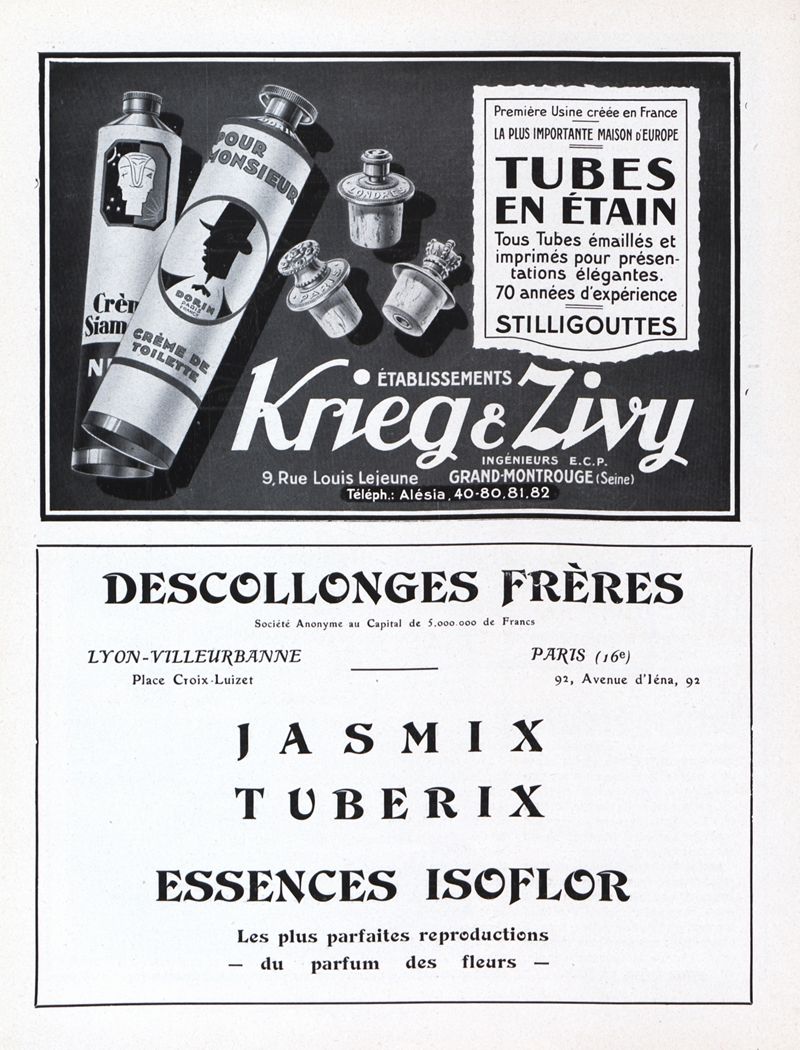 Crèm
Siam
POUR
MONSIEUR
DORIN
PARIS
FRANCE
CRÈME DE
TOILETTE
LONDRES
PARIS
Première Usine créée en France
LA PLUS IMPORTANTE MAISON D'EUROPE
TUBES
EN ÉTAIN
Tous Tubes émaillés et
imprimés pour présen-
tations élégantes.
70 années d'expérience
STILLIGOUTTES
ÉTABLISSEMENTS
Krieg & Zivy
INGÉNIEURS E.C.P.
9, Rue Louis Lejeune GRAND-MONTROUGE (Seine)
Téléph.: Alésia, 40-80, 81, 82
DESCOLLONGES FRÈRES
Société Anonyme au Capital de 5.000.000 de Francs
LYON-VILLEURBANNE
Place Croix-Luizet
PARIS (16e)
92, Avenue d'Iéna, 92
JASMIX
TUBERIX
ESSENCES ISOFLOR
Les plus parfaites reproductions
— du parfum des fleurs —